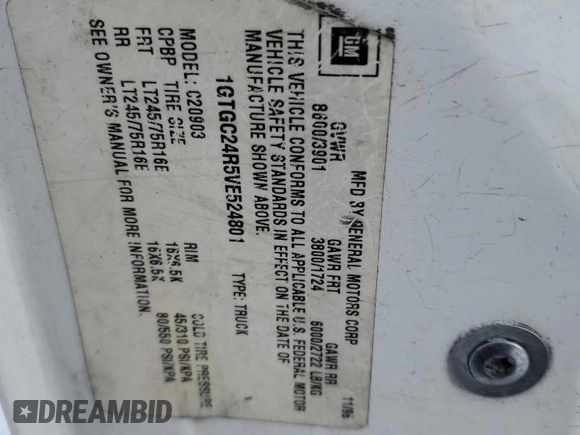 GM
MFD BY GENERAL MOTORS CORP 11/96
GVWR GAWR FRT GAWR RR
8600/3901 3800/1724 6000/2722 LB/KG
THIS VEHICLE CONFORMS TO ALL APPLICABLE U.S. FEDERAL MOTOR
VEHICLE SAFETY STANDARDS IN EFFECT ON THE DATE OF
MANUFACTURE SHOWN ABOVE.
1GTGC24R5VE524801 TYPE: TRUCK
MODEL: C20903
CPBP TIRE SIZE RIM COLD TIRE PRESSURE
FRT LT245/75R16E 16X6.5K 45/310 PSI/KPA
RR LT245/75R16E 16X6.5K 80/550 PSI/KPA
SEE OWNER'S MANUAL FOR MORE INFORMATION.
DREAMBID